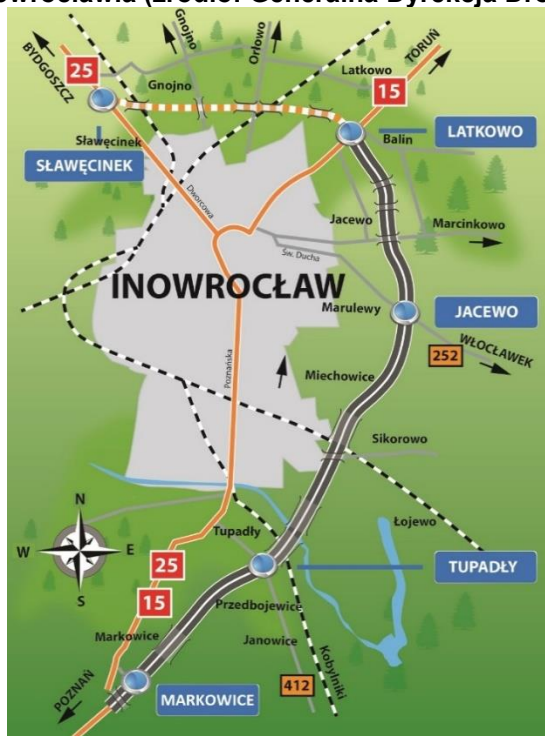 owrocławia (źródło: Generalna Dyrekcja Dró
Gnojno
Orłowo
BYDGOSZCZ
25
TORUŃ
Gnojno
Latkowo
15
Sławęcinek
Balin
LATKOWO
SŁAWĘCINEK
Dworcowa
Jacewo
Marcinkowo
Św. Ducha
INOWROCŁAW
Marulewy
JACEWO
WŁOCŁAWEK
252
Poznańska
Miechowice
Sikorowo
N
W
E
S
Łojewo
Tupadły
25
TUPADŁY
15
Przedbojewice
Markowice
Janowice
Kobylniki
412
POZNAŃ
MARKOWICE